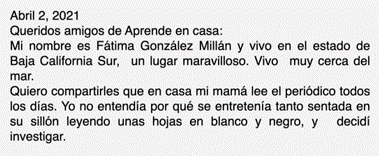 Abril 2, 2021
Queridos amigos de Aprende en casa:
Mi nombre es Fátima González Millán y vivo en el estado de
Baja California Sur, un lugar maravilloso. Vivo muy cerca del
mar.
Quiero compartirles que en casa mi mamá lee el periódico todos
los días. Yo no entendía por qué se entretenía tanto sentada en
su sillón leyendo unas hojas en blanco y negro, y decidí
investigar.